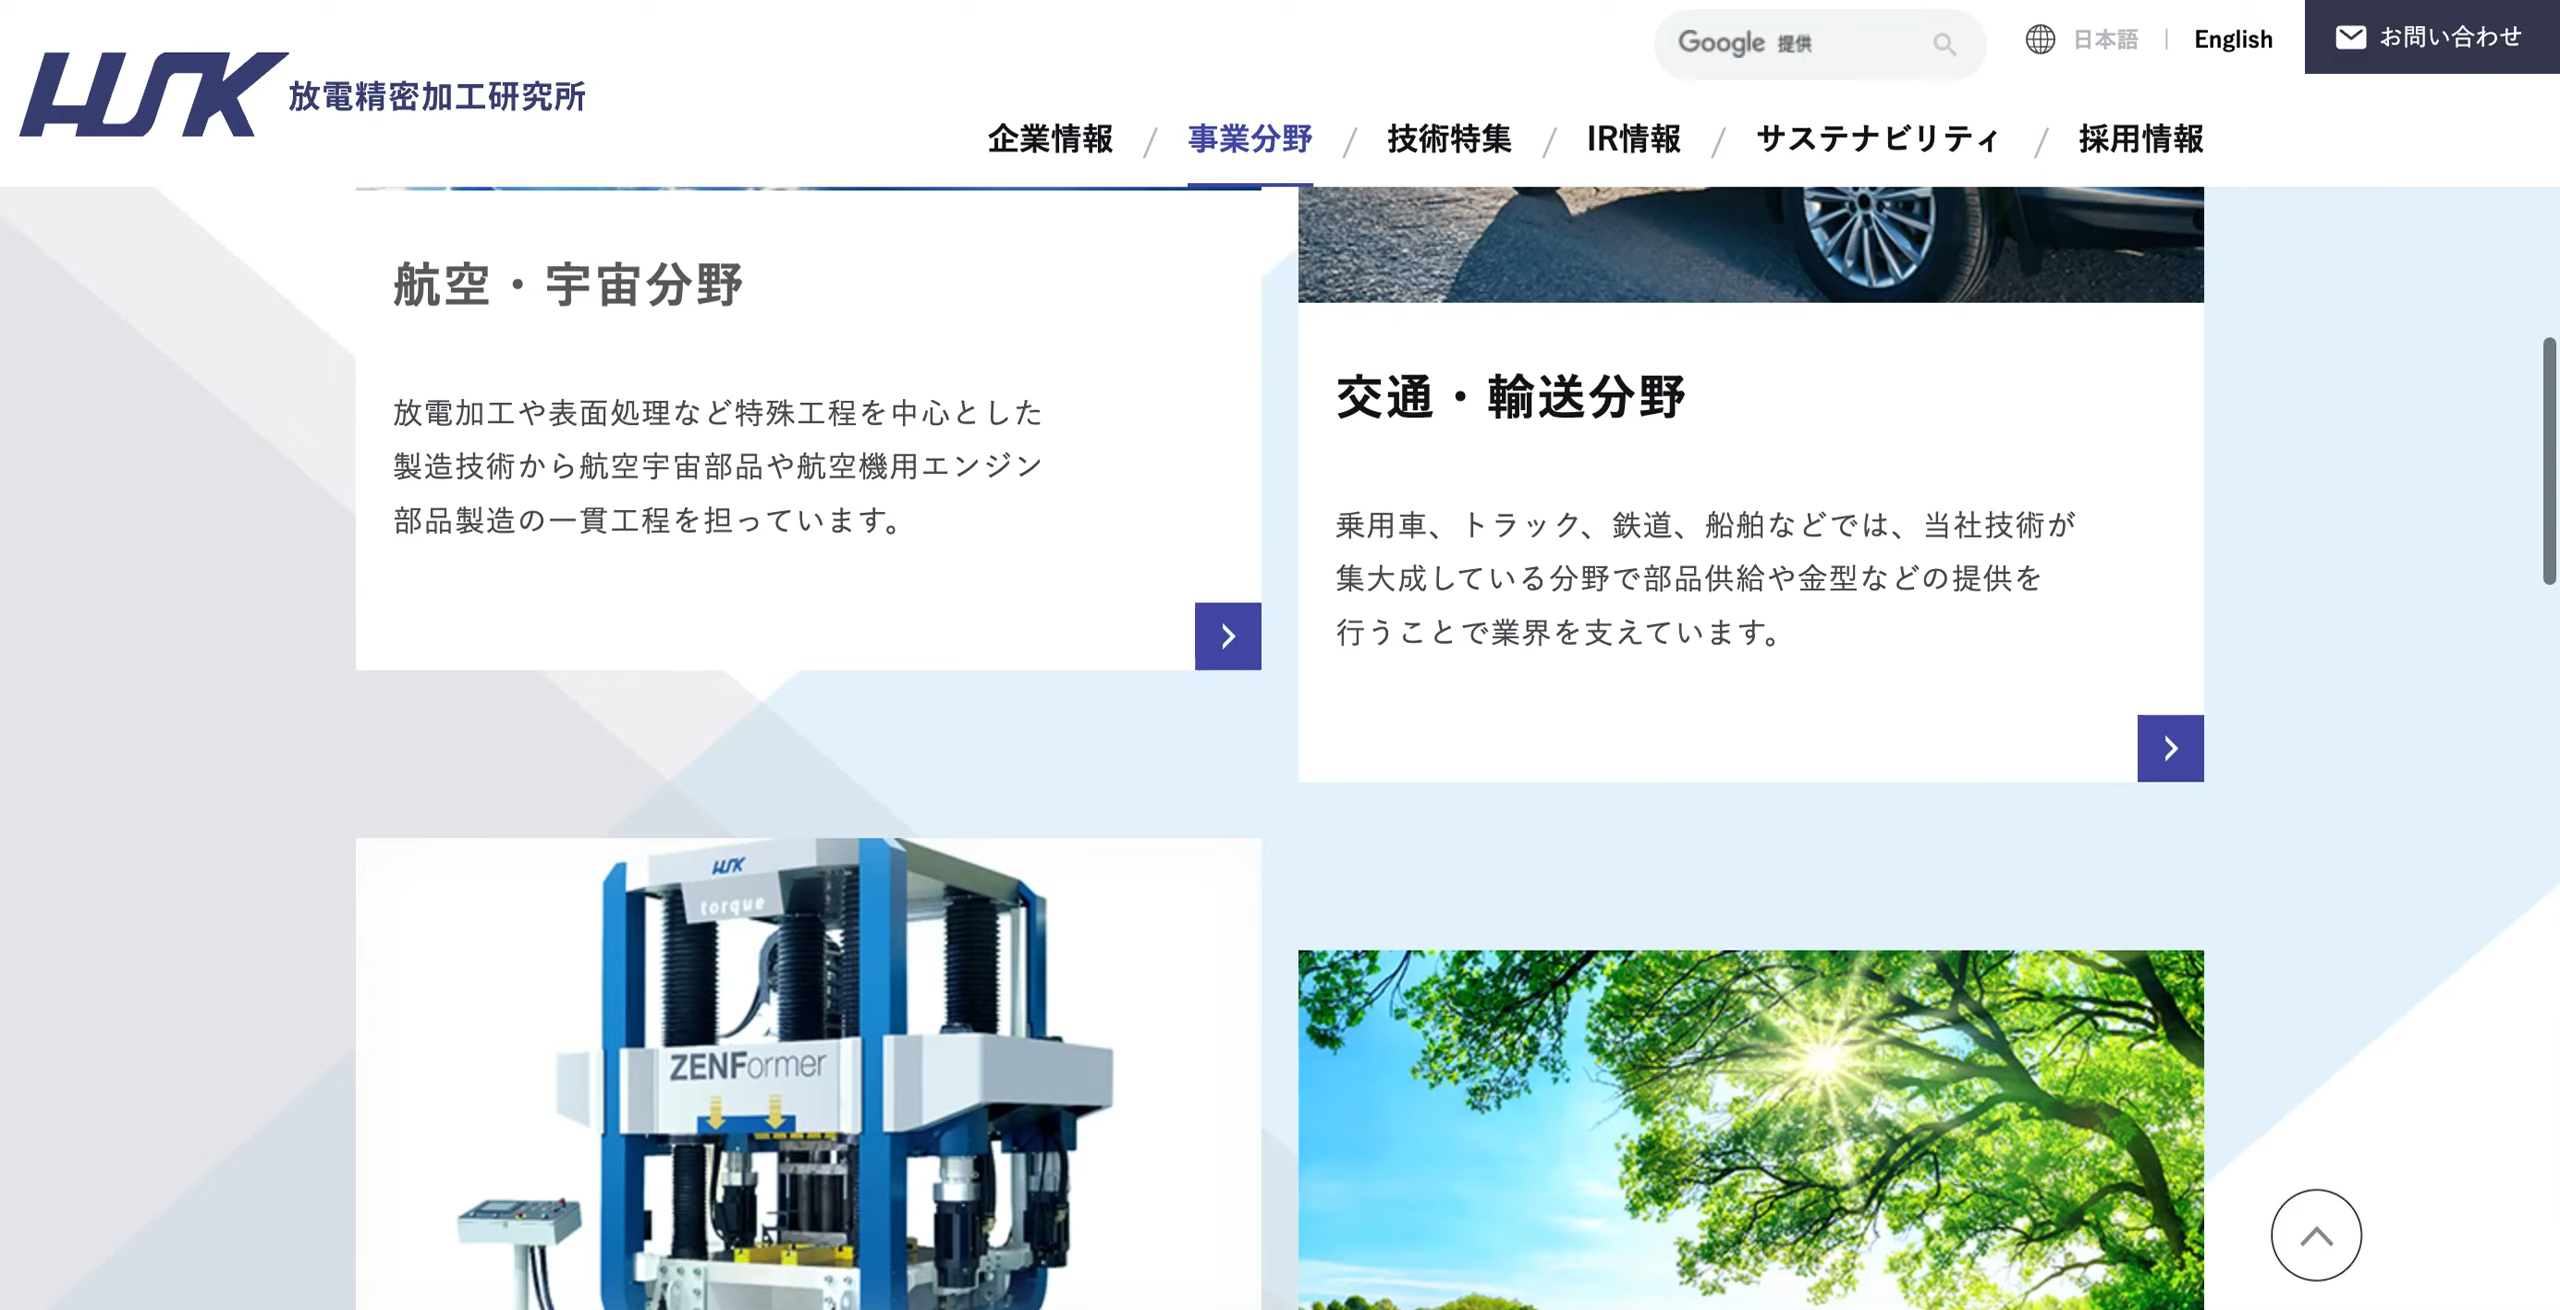 Google 提供
日本語
English
お問い合わせ
HSK 放電精密加工研究所
企業情報 / 事業分野 / 技術特集 / IR情報 / サステナビリティ / 採用情報
航空・宇宙分野
放電加工や表面処理など特殊工程を中心とした
製造技術から航空宇宙部品や航空機用エンジン
部品製造の一貫工程を担っています。
交通・輸送分野
乗用車、トラック、鉄道、船舶などでは、当社技術が
集大成している分野で部品供給や金型などの提供を
行うことで業界を支えています。
HSK
torque
ZENFormer